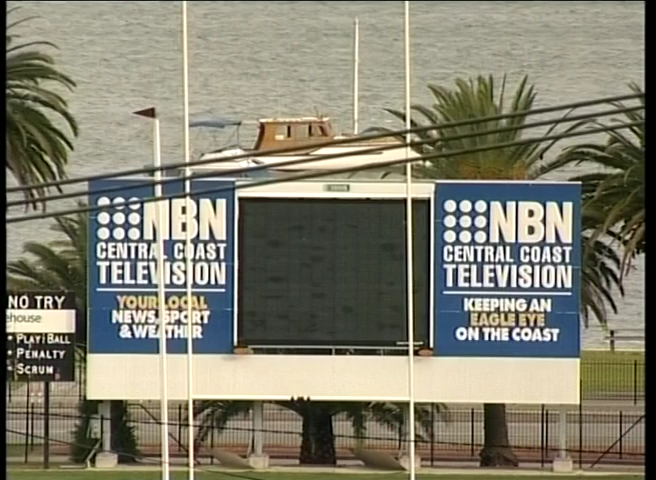 NBN
CENTRAL COAST
TELEVISION
YOUR LOCAL
NEWS, SPORT
& WEATHER
NBN
CENTRAL COAST
TELEVISION
KEEPING AN
EAGLE EYE
ON THE COAST
NO TRY
ehouse
• PLAY: BALL
• PENALTY
• SCRUM